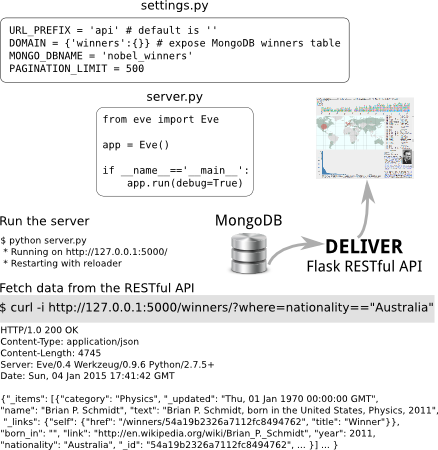 settings.py
URL_PREFIX = 'api' # default is ''
DOMAIN = {'winners':{}} # expose MongoDB winners table
MONGO_DBNAME = 'nobel_winners'
PAGINATION_LIMIT = 500
server.py
from eve import Eve
app = Eve()
if __name__=='__main__':
    app.run(debug=True)
Run the server
$ python server.py
 * Running on http://127.0.0.1:5000/
 * Restarting with reloader
MongoDB
DELIVER
Flask RESTful API
Fetch data from the RESTful API
$ curl -i http://127.0.0.1:5000/winners/?where=nationality=="Australia"
HTTP/1.0 200 OK
Content-Type: application/json
Content-Length: 4745
Server: Eve/0.4 Werkzeug/0.9.6 Python/2.7.5+
Date: Sun, 04 Jan 2015 17:41:42 GMT
{"_items": [{"category": "Physics", "_updated": "Thu, 01 Jan 1970 00:00:00 GMT",
"name": "Brian P. Schmidt", "text": "Brian P. Schmidt, born in the United States, Physics, 2011",
"_links": {"self": {"href": "/winners/54a19b2326a7112fc8494762", "title": "Winner"}},
"born_in": "", "link": "http://en.wikipedia.org/wiki/Brian_P._Schmidt", "year": 2011,
"nationality": "Australia", "_id": "54a19b2326a7112fc8494762", ... }] ... }